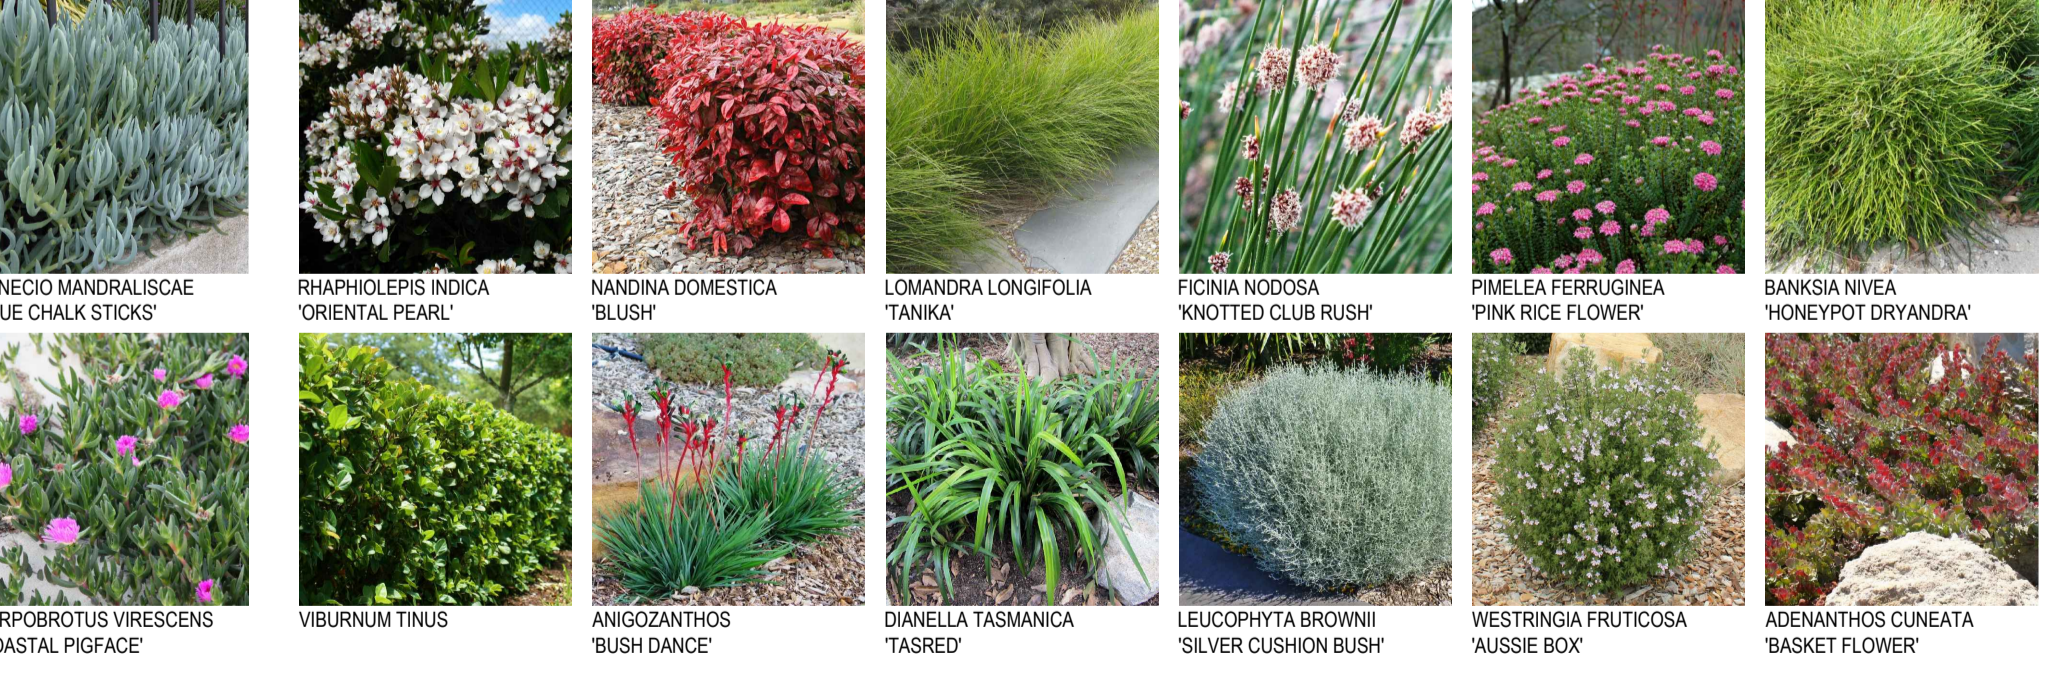 NECIO MANDRALISCAE
UE CHALK STICKS'
RHAPHIOLEPIS INDICA
'ORIENTAL PEARL'
NANDINA DOMESTICA
'BLUSH'
LOMANDRA LONGIFOLIA
'TANIKA'
FICINIA NODOSA
'KNOTTED CLUB RUSH'
PIMELEA FERRUGINEA
'PINK RICE FLOWER'
BANKSIA NIVEA
'HONEYPOT DRYANDRA'
RPOBROTUS VIRESCENS
OASTAL PIGFACE'
VIBURNUM TINUS
ANIGOZANTHOS
'BUSH DANCE'
DIANELLA TASMANICA
'TASRED'
LEUCOPHYTA BROWNII
'SILVER CUSHION BUSH'
WESTRINGIA FRUTICOSA
'AUSSIE BOX'
ADENANTHOS CUNEATA
'BASKET FLOWER'